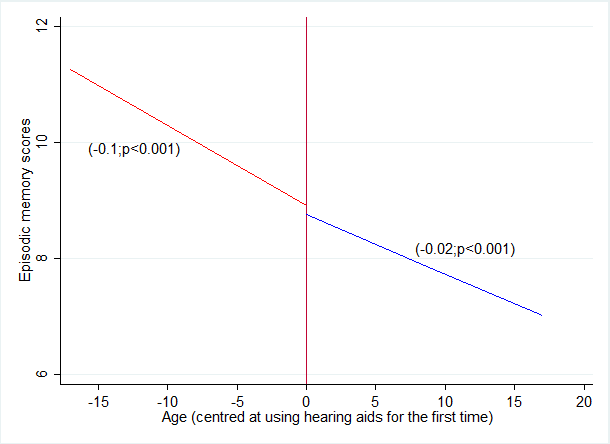 12
10
8
6
Episodic memory scores
(-0.1;p<0.001)
(-0.02;p<0.001)
-15 -10 -5 0 5 10 15 20
Age (centred at using hearing aids for the first time)